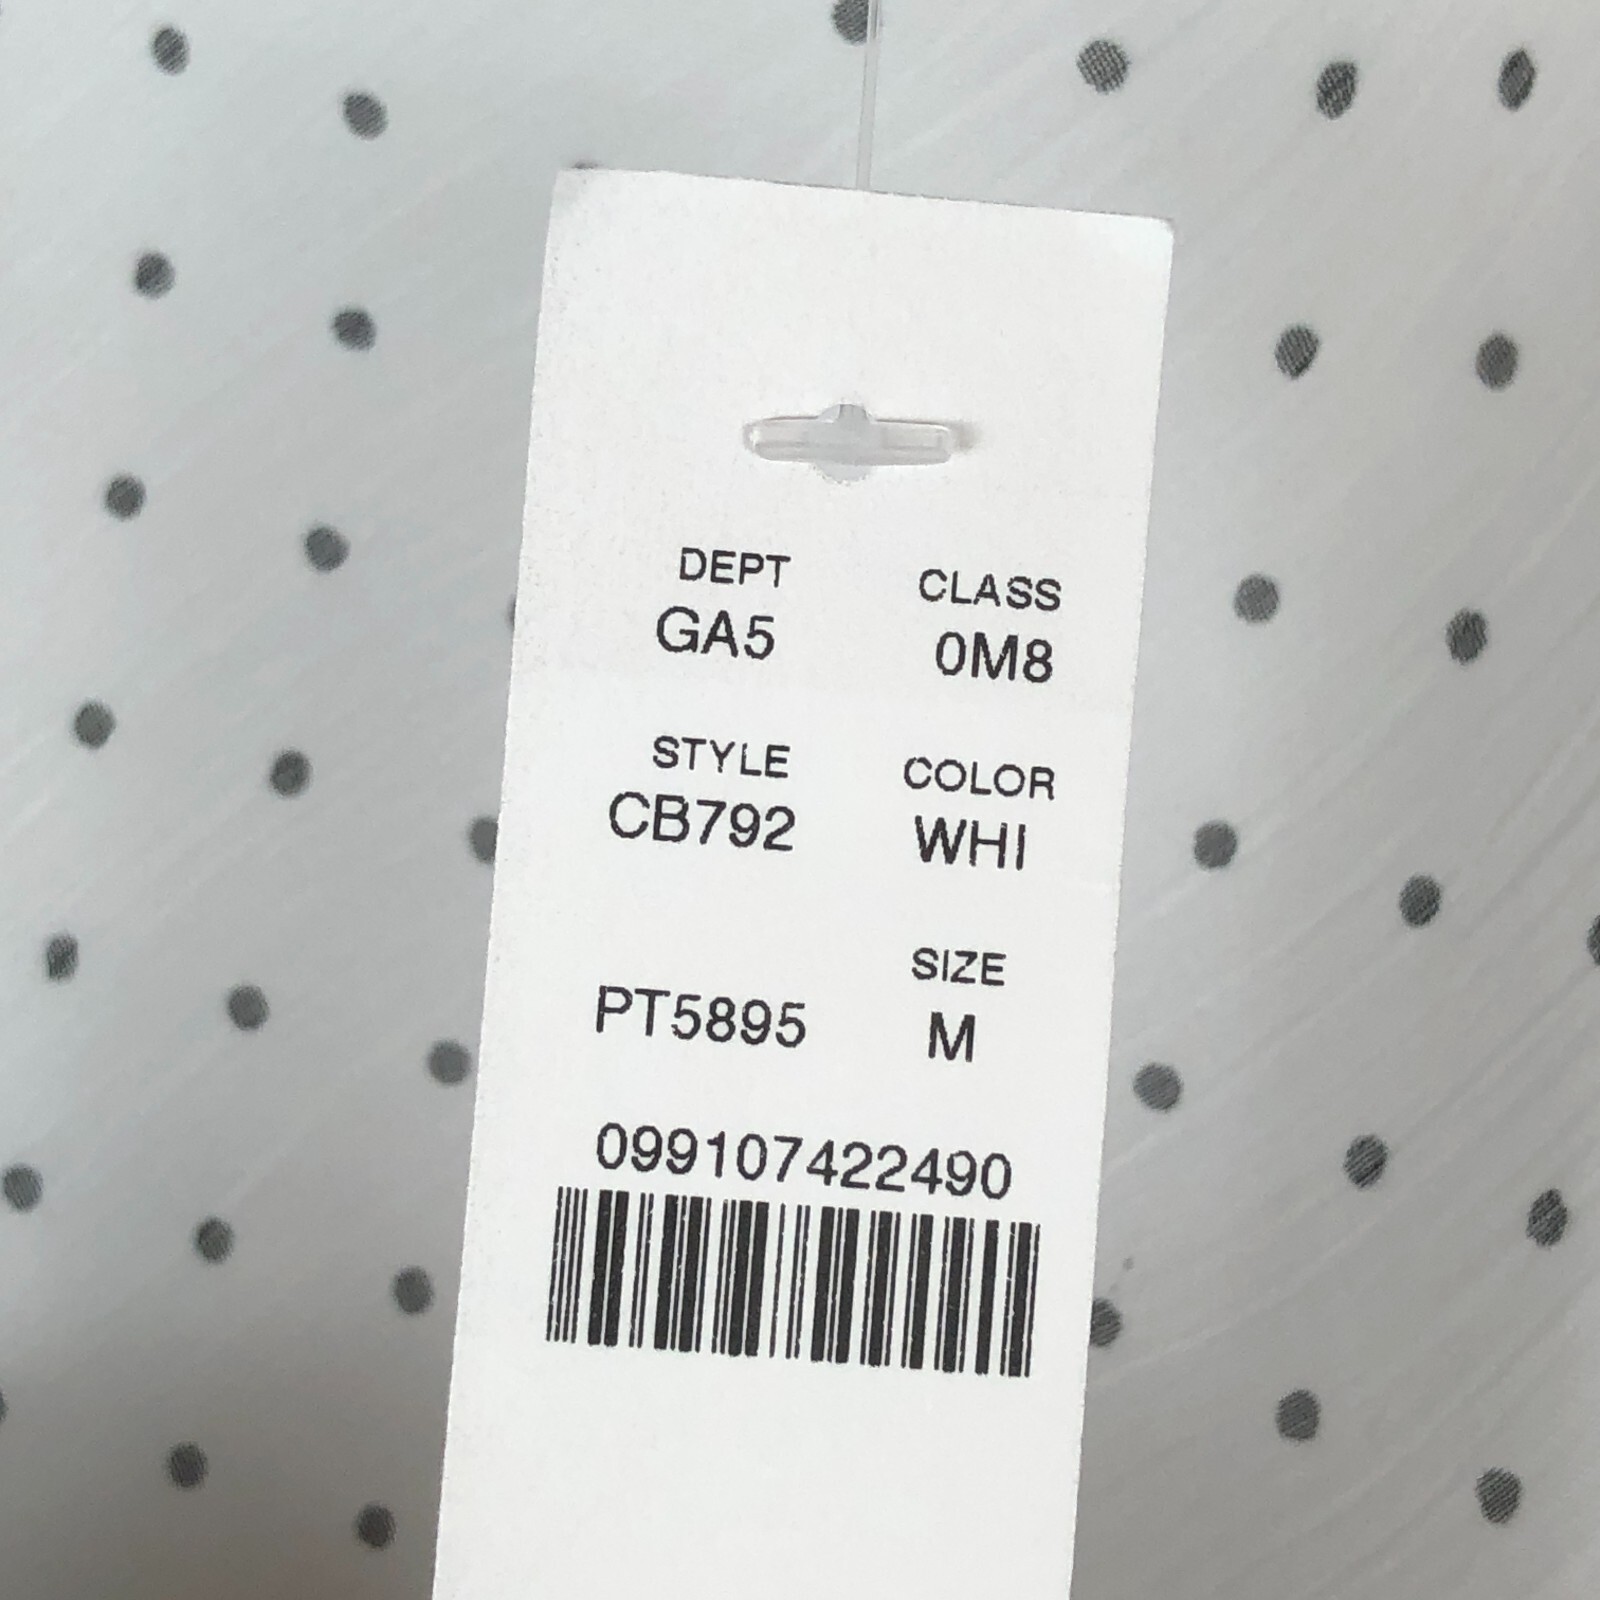 DEPT CLASS
GA5 0M8
STYLE COLOR
CB792 WHI
SIZE
PT5895 M
099107422490